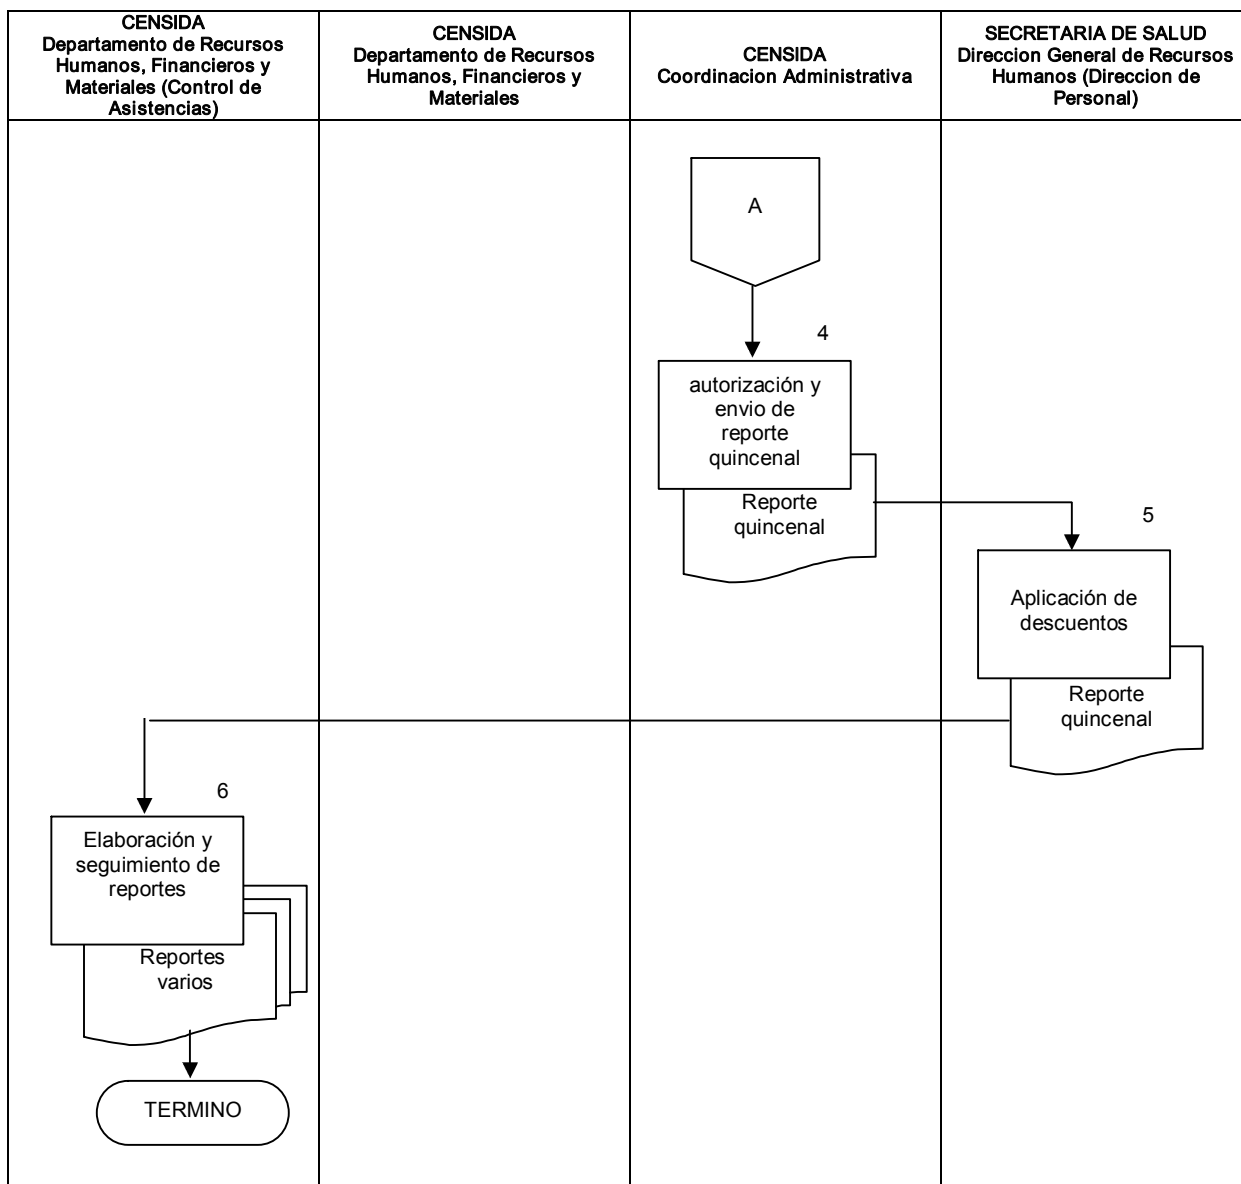 CENSIDA
Departamento de Recursos
Humanos, Financieros y
Materiales (Control de
Asistencias)
CENSIDA
Departamento de Recursos
Humanos, Financieros y
Materiales
CENSIDA
Coordinacion Administrativa
SECRETARIA DE SALUD
Direccion General de Recursos
Humanos (Direccion de
Personal)
A
4
autorización y
envio de
reporte
quincenal
Reporte
quincenal
5
Aplicación de
descuentos
Reporte
quincenal
6
Elaboración y
seguimiento de
reportes
Reportes
varios
TERMINO